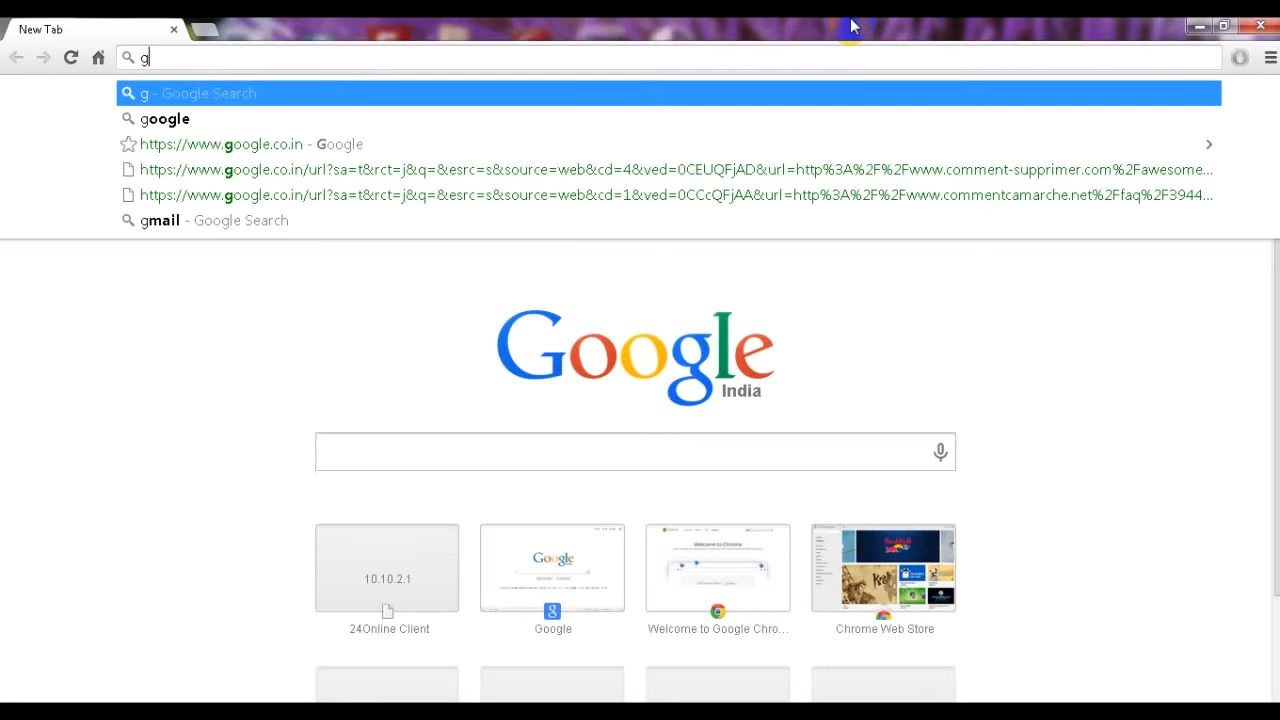 New Tab
g
g - Google Search
google
https://www.google.co.in - Google
https://www.google.co.in/url?sa=t&rct=j&q=&esrc=s&source=web&cd=4&ved=0CEUQFjAD&url=http%3A%2F%2Fwww.comment-supprimer.com%2Fawesome...
https://www.google.co.in/url?sa=t&rct=j&q=&esrc=s&source=web&cd=1&ved=0CCcQFjAA&url=http%3A%2F%2Fwww.commentcamarche.net%2Ffaq%2F3944...
gmail - Google Search
Google
India
10.10.2.1
Google
Welcome to Chrome
24Online Client
Google
Welcome to Google Chro...
Chrome Web Store